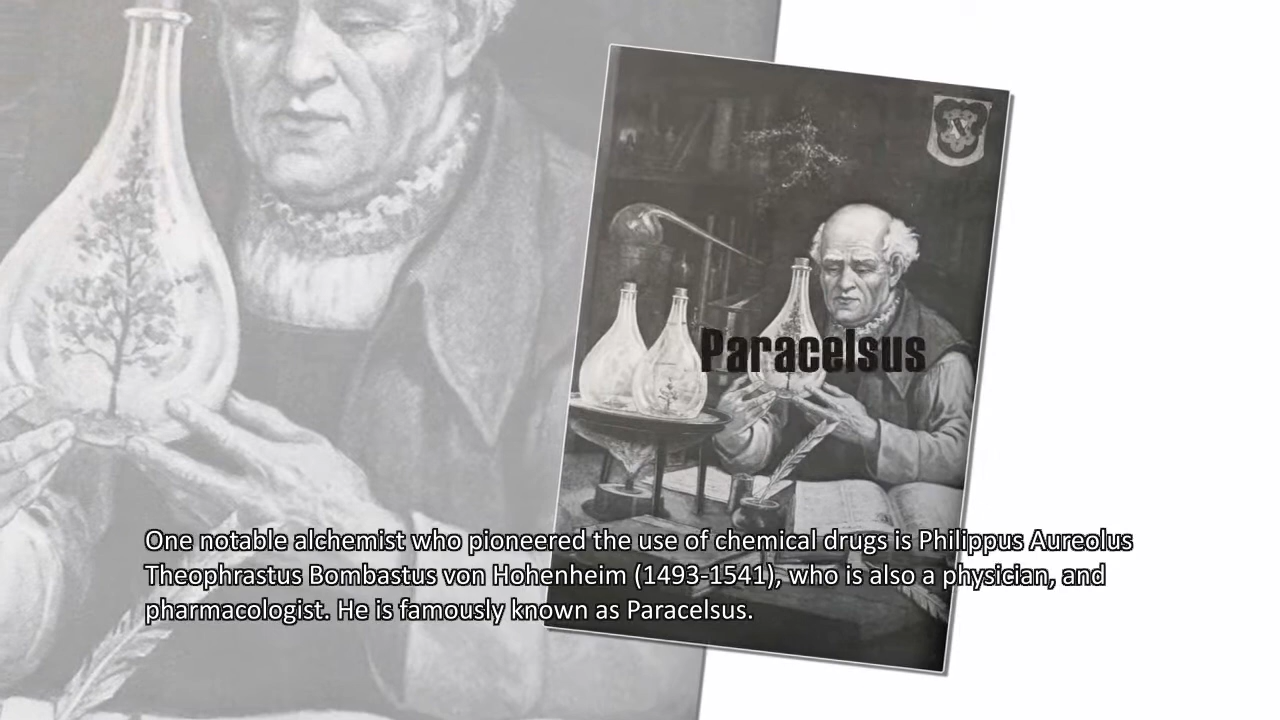 Paracelsus
One notable alchemist who pioneered the use of chemical drugs is Philippus Aureolus
Theophrastus Bombastus von Hohenheim (1493-1541), who is also a physician, and
pharmacologist. He is famously known as Paracelsus.